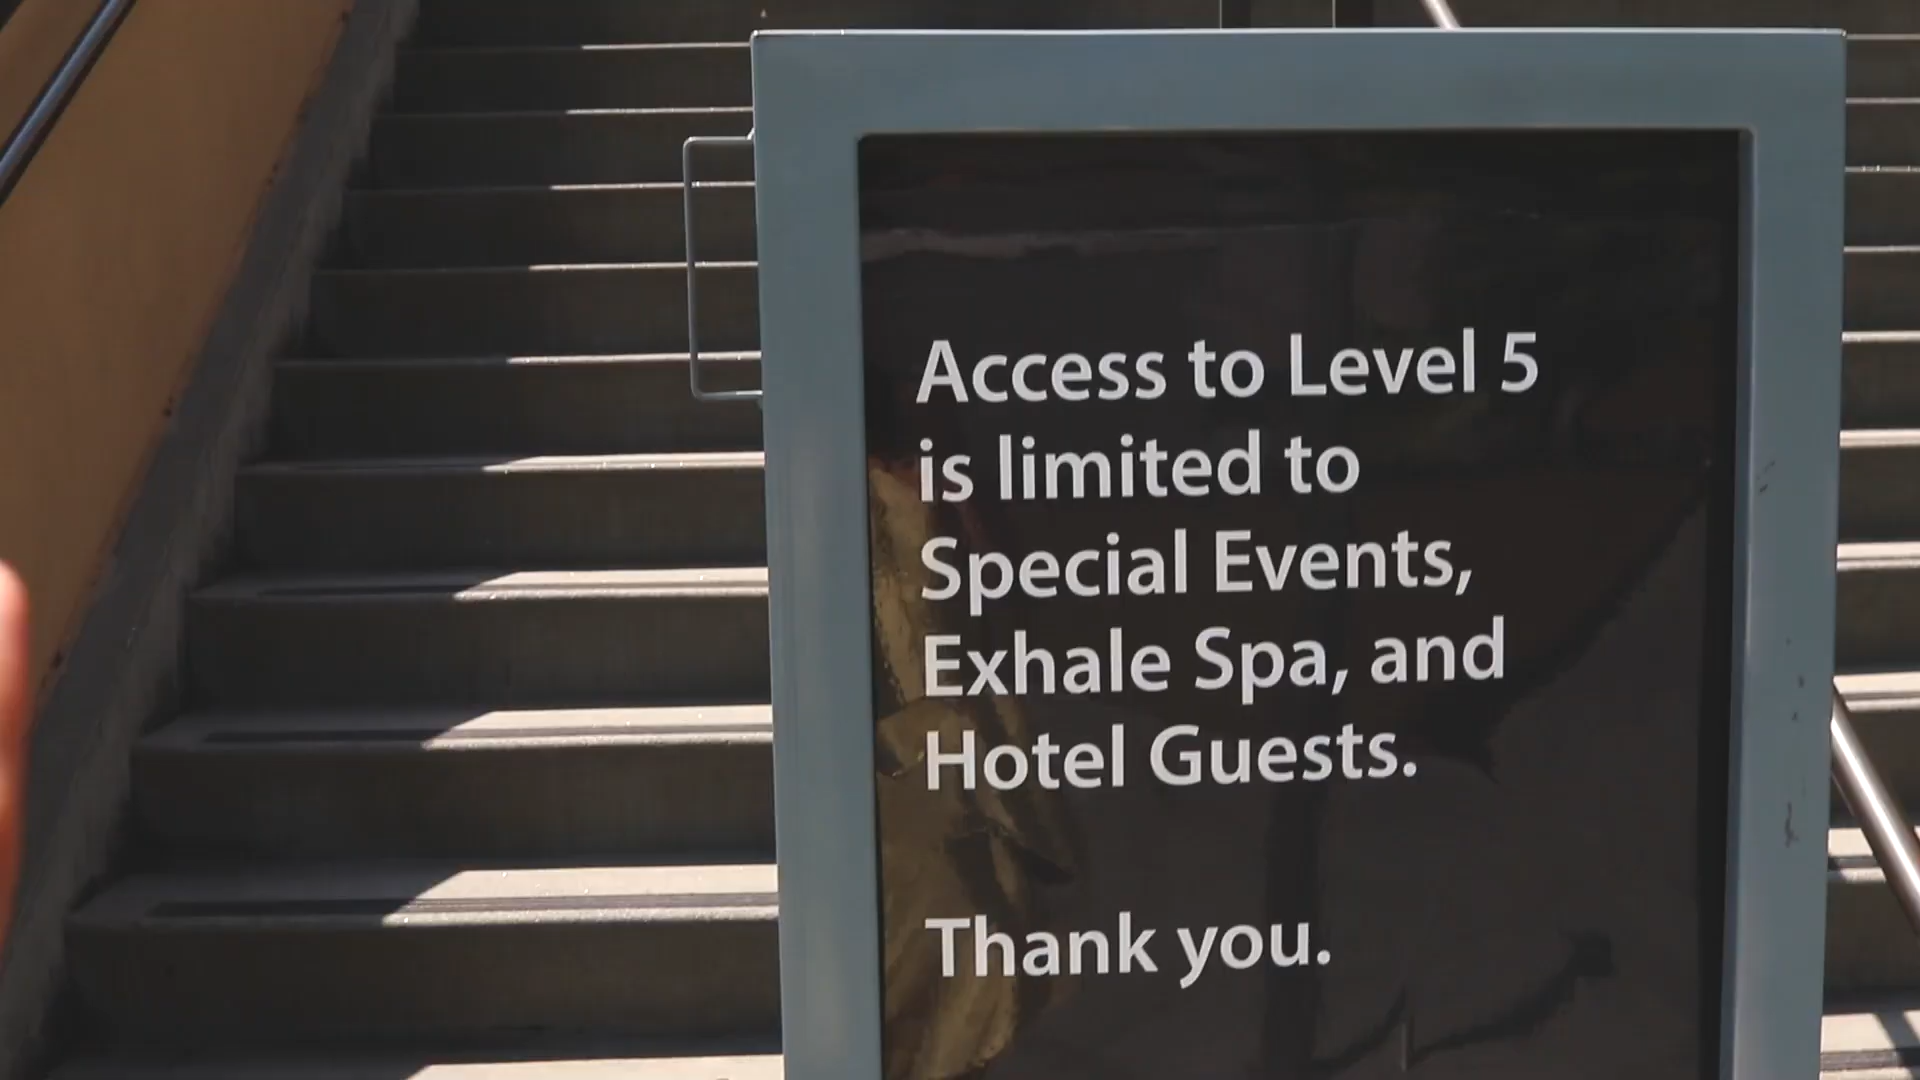 Access to Level 5
is limited to
Special Events,
Exhale Spa, and
Hotel Guests.
Thank you.